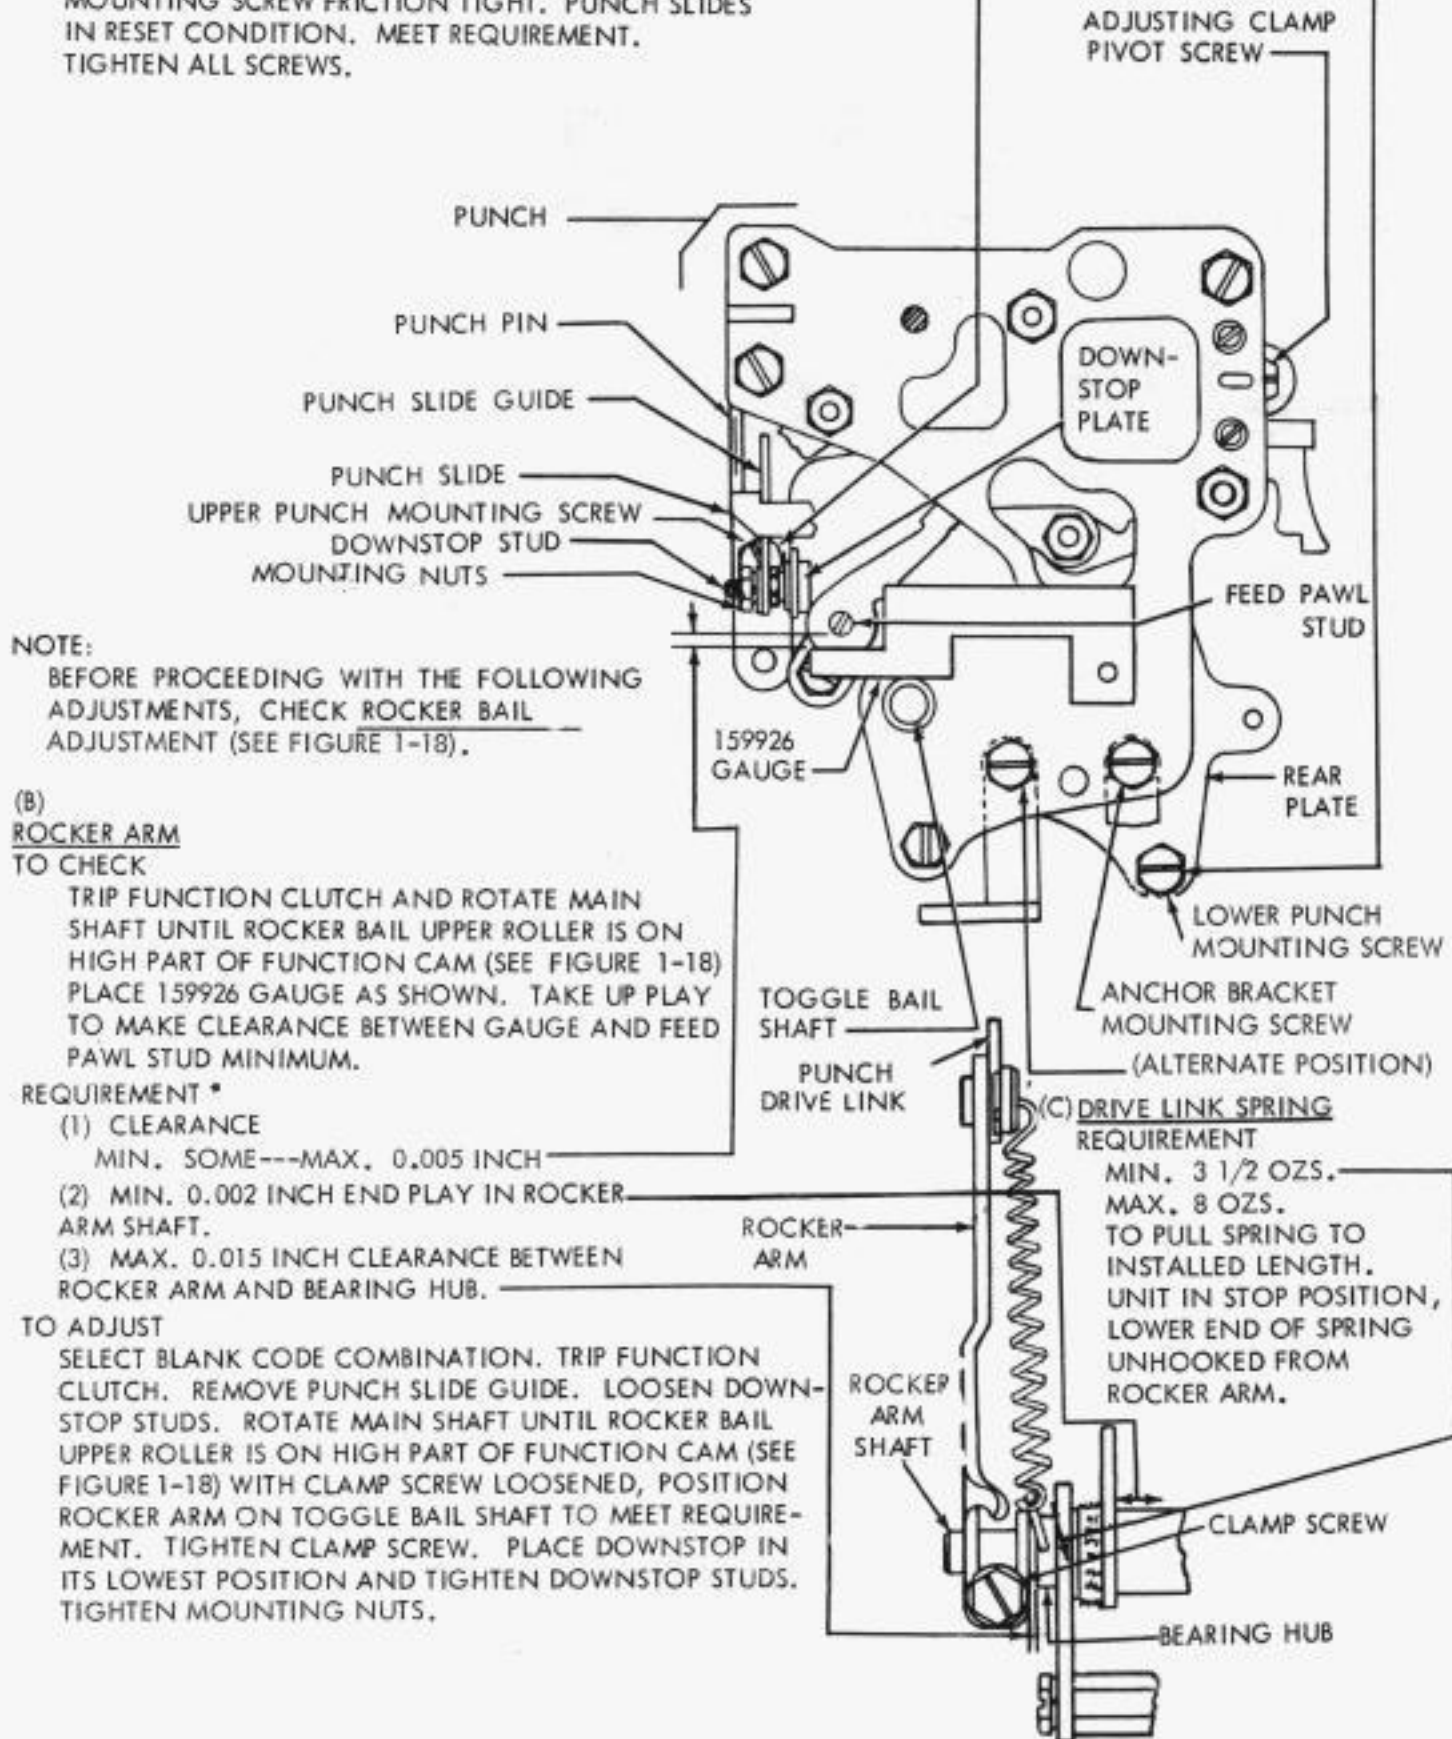 MOUNTING SCREW FRICTION TIGHT. PUNCH SLIDES
IN RESET CONDITION. MEET REQUIREMENT.
TIGHTEN ALL SCREWS.
ADJUSTING CLAMP
PIVOT SCREW
PUNCH
PUNCH PIN
PUNCH SLIDE GUIDE
PUNCH SLIDE
UPPER PUNCH MOUNTING SCREW
DOWNSTOP STUD
MOUNTING NUTS
DOWN-
STOP
PLATE
FEED PAWL
STUD
NOTE:
BEFORE PROCEEDING WITH THE FOLLOWING
ADJUSTMENTS, CHECK ROCKER BAIL
ADJUSTMENT (SEE FIGURE 1-18).
159926
GAUGE
REAR
PLATE
(B)
ROCKER ARM
TO CHECK
TRIP FUNCTION CLUTCH AND ROTATE MAIN
SHAFT UNTIL ROCKER BAIL UPPER ROLLER IS ON
HIGH PART OF FUNCTION CAM (SEE FIGURE 1-18)
PLACE 159926 GAUGE AS SHOWN. TAKE UP PLAY
TO MAKE CLEARANCE BETWEEN GAUGE AND FEED
PAWL STUD MINIMUM.
REQUIREMENT •
(1) CLEARANCE
MIN. SOME---MAX. 0.005 INCH
(2) MIN. 0.002 INCH END PLAY IN ROCKER
ARM SHAFT.
(3) MAX. 0.015 INCH CLEARANCE BETWEEN
ROCKER ARM AND BEARING HUB.
TO ADJUST
SELECT BLANK CODE COMBINATION. TRIP FUNCTION
CLUTCH. REMOVE PUNCH SLIDE GUIDE. LOOSEN DOWN-
STOP STUDS. ROTATE MAIN SHAFT UNTIL ROCKER BAIL
UPPER ROLLER IS ON HIGH PART OF FUNCTION CAM (SEE
FIGURE 1-18) WITH CLAMP SCREW LOOSENED, POSITION
ROCKER ARM ON TOGGLE BAIL SHAFT TO MEET REQUIRE-
MENT. TIGHTEN CLAMP SCREW. PLACE DOWNSTOP IN
ITS LOWEST POSITION AND TIGHTEN DOWNSTOP STUDS.
TIGHTEN MOUNTING NUTS.
LOWER PUNCH
MOUNTING SCREW
TOGGLE BAIL
SHAFT
ANCHOR BRACKET
MOUNTING SCREW
(ALTERNATE POSITION)
PUNCH
DRIVE LINK
(C) DRIVE LINK SPRING
REQUIREMENT
MIN. 3 1/2 OZS.
MAX. 8 OZS.
TO PULL SPRING TO
INSTALLED LENGTH.
UNIT IN STOP POSITION,
LOWER END OF SPRING
UNHOOKED FROM
ROCKER ARM.
ROCKER
ARM
ROCKER
ARM
SHAFT
CLAMP SCREW
BEARING HUB